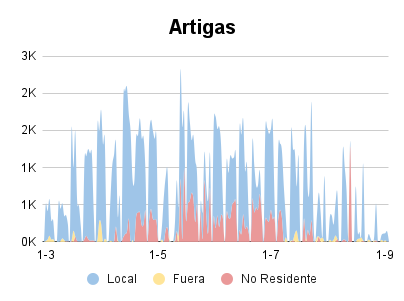 Artigas
3K
2K
2K
1K
1K
0K
1-3
1-5
1-7
1-9
Local
Fuera
No Residente